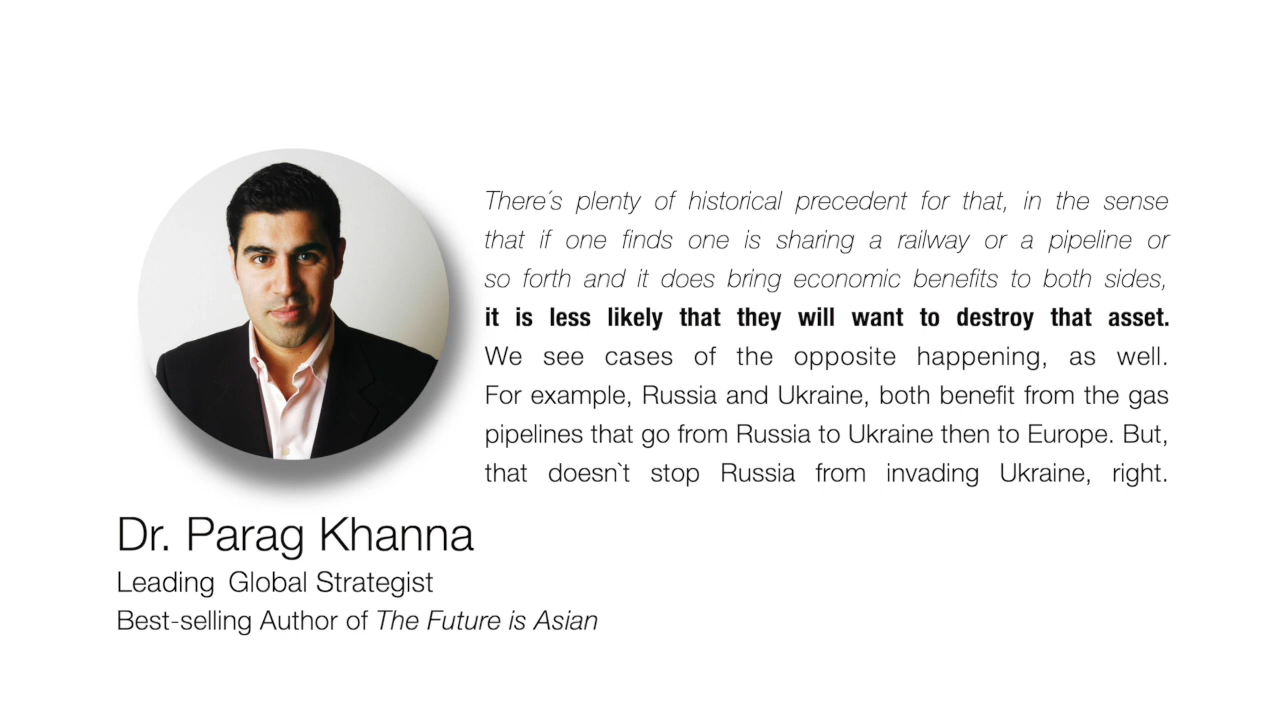 There´s plenty of historical precedent for that, in the sense
that if one finds one is sharing a railway or a pipeline or
so forth and it does bring economic benefits to both sides,
it is less likely that they will want to destroy that asset.
We see cases of the opposite happening, as well.
For example, Russia and Ukraine, both benefit from the gas
pipelines that go from Russia to Ukraine then to Europe. But,
that doesn`t stop Russia from invading Ukraine, right.
Dr. Parag Khanna
Leading Global Strategist
Best-selling Author of The Future is Asian